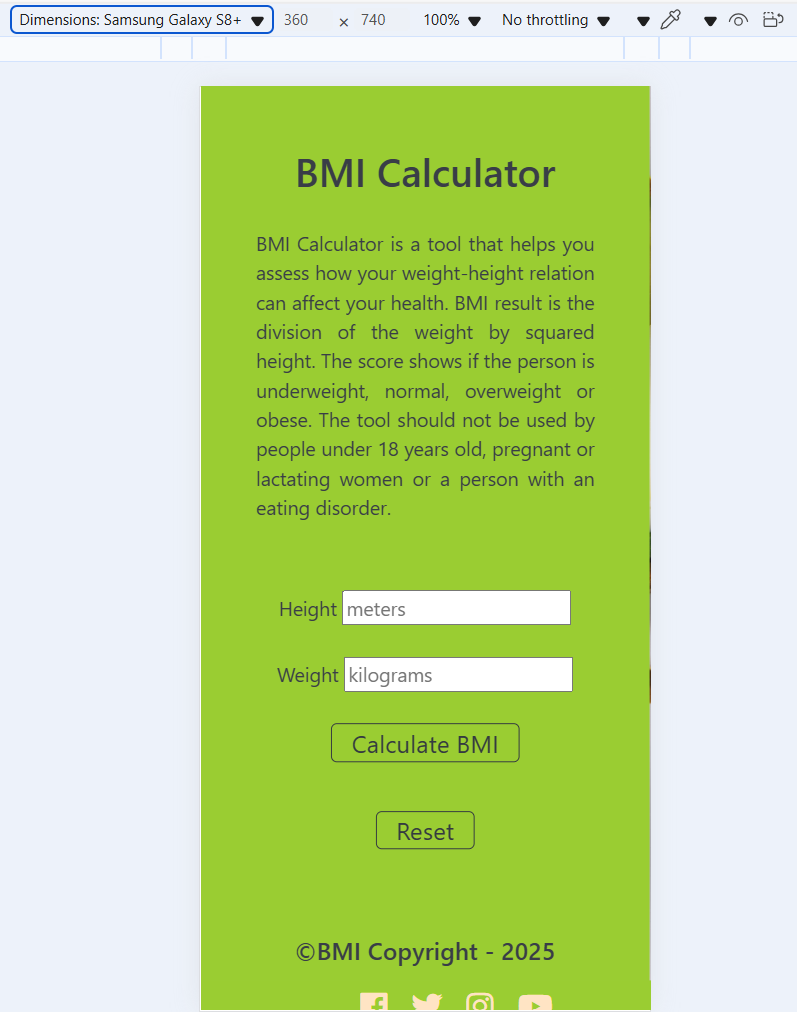 Dimensions: Samsung Galaxy S8+ 360 × 740 100% No throttling
BMI Calculator
BMI Calculator is a tool that helps you
assess how your weight-height relation
can affect your health. BMI result is the
division of the weight by squared
height. The score shows if the person is
underweight, normal, overweight or
obese. The tool should not be used by
people under 18 years old, pregnant or
lactating women or a person with an
eating disorder.
Height meters
Weight kilograms
Calculate BMI
Reset
©BMI Copyright - 2025